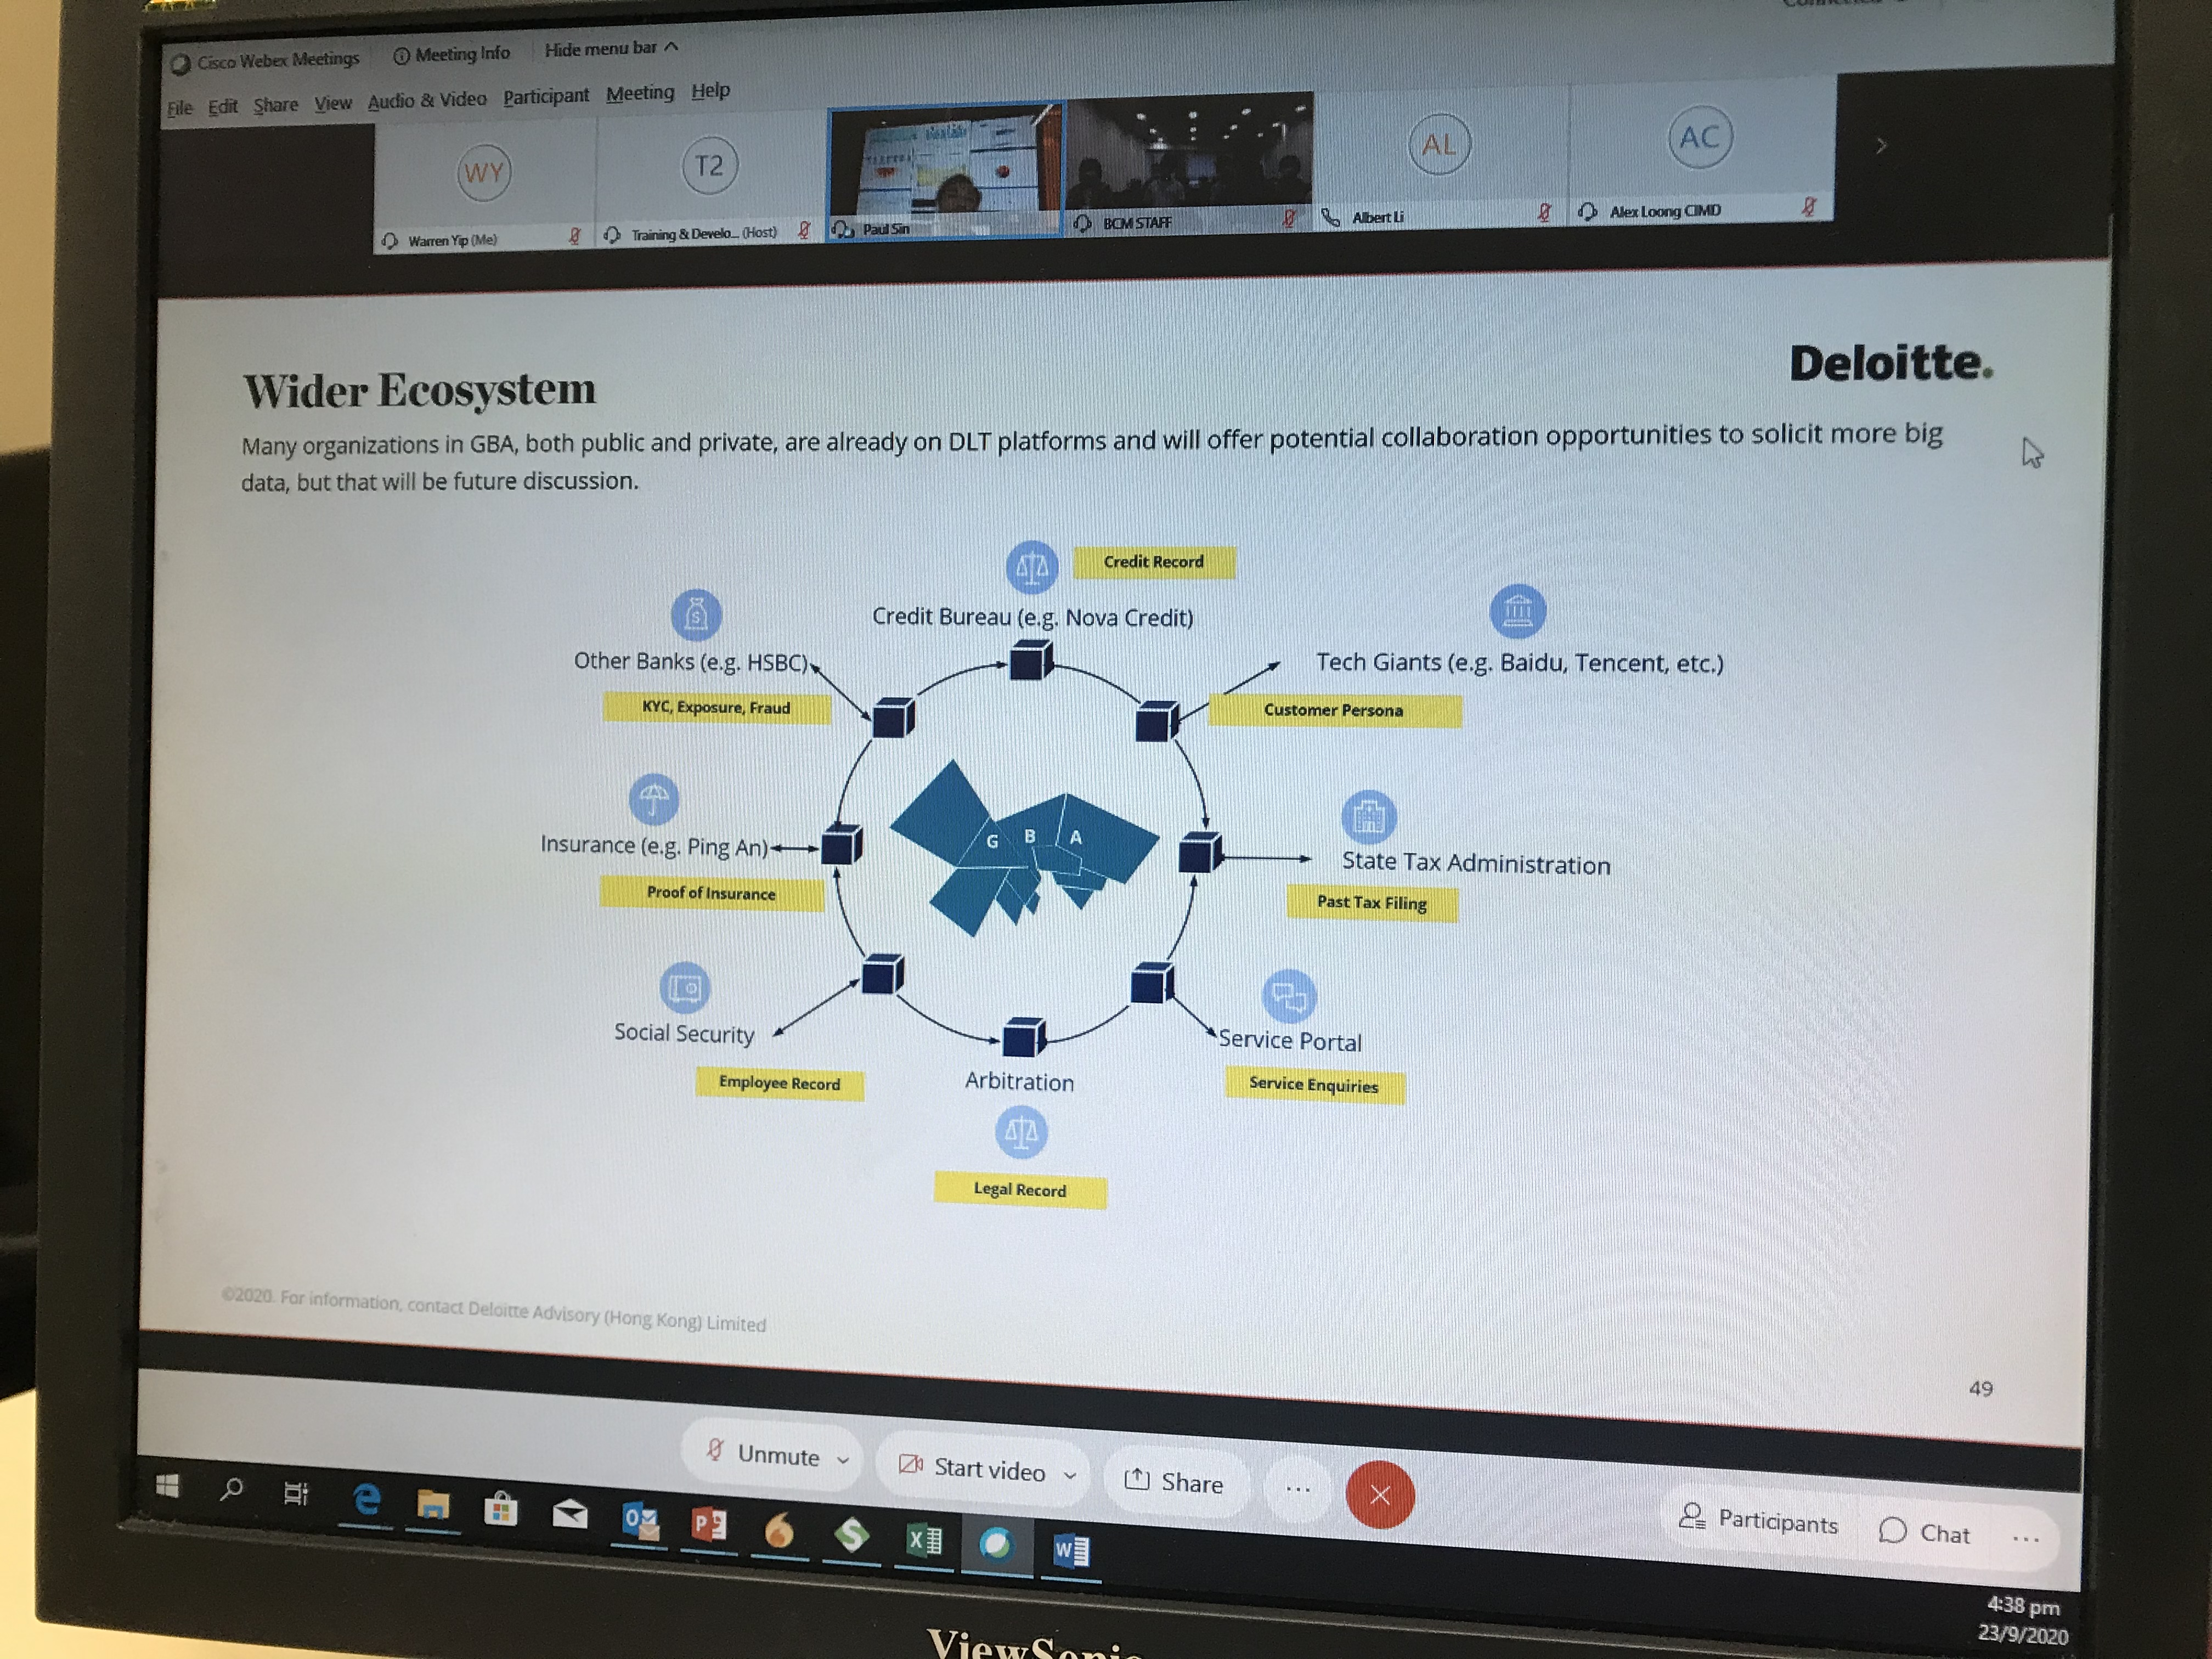 Cisco Webex Meetings
Meeting Info
Hide menu bar
File Edit Share View Audio & Video Participant Meeting Help
WY
T2
AL
AC
Warren Yip (Me)
Training & Develo... (Host)
Paul Sin
BCM STAFF
Albert Li
Alex Loong CIMD
Deloitte.
Wider Ecosystem
Many organizations in GBA, both public and private, are already on DLT platforms and will offer potential collaboration opportunities to solicit more big
data, but that will be future discussion.
Credit Record
Credit Bureau (e.g. Nova Credit)
$
Other Banks (e.g. HSBC)
KYC, Exposure, Fraud
Tech Giants (e.g. Baidu, Tencent, etc.)
Customer Persona
G B A
Insurance (e.g. Ping An)
Proof of Insurance
State Tax Administration
Past Tax Filing
Social Security
Employee Record
Arbitration
Legal Record
Service Portal
Service Enquiries
©2020. For information, contact Deloitte Advisory (Hong Kong) Limited
49
Unmute
Start video
Share
...
Participants
Chat
...
4:38 pm
23/9/2020
ViewSonic